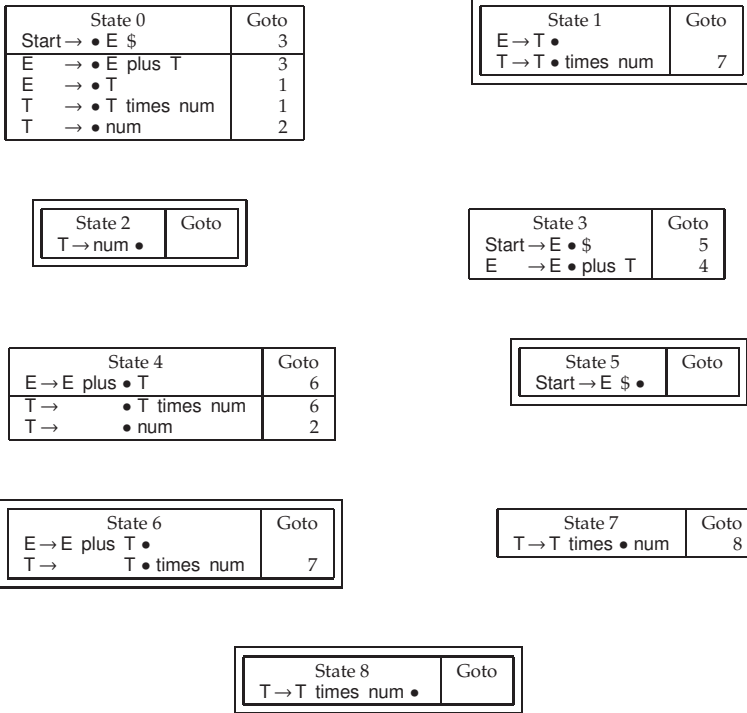 State 0 Goto
Start → • E $ 3
E → • E plus T 3
E → • T 1
T → • T times num 1
T → • num 2
State 1 Goto
E → T •
T → T • times num 7
State 2 Goto
T → num •
State 3 Goto
Start → E • $ 5
E → E • plus T 4
State 4 Goto
E → E plus • T 6
T → • T times num 6
T → • num 2
State 5 Goto
Start → E $ •
State 6 Goto
E → E plus T •
T → T • times num 7
State 7 Goto
T → T times • num 8
State 8 Goto
T → T times num •